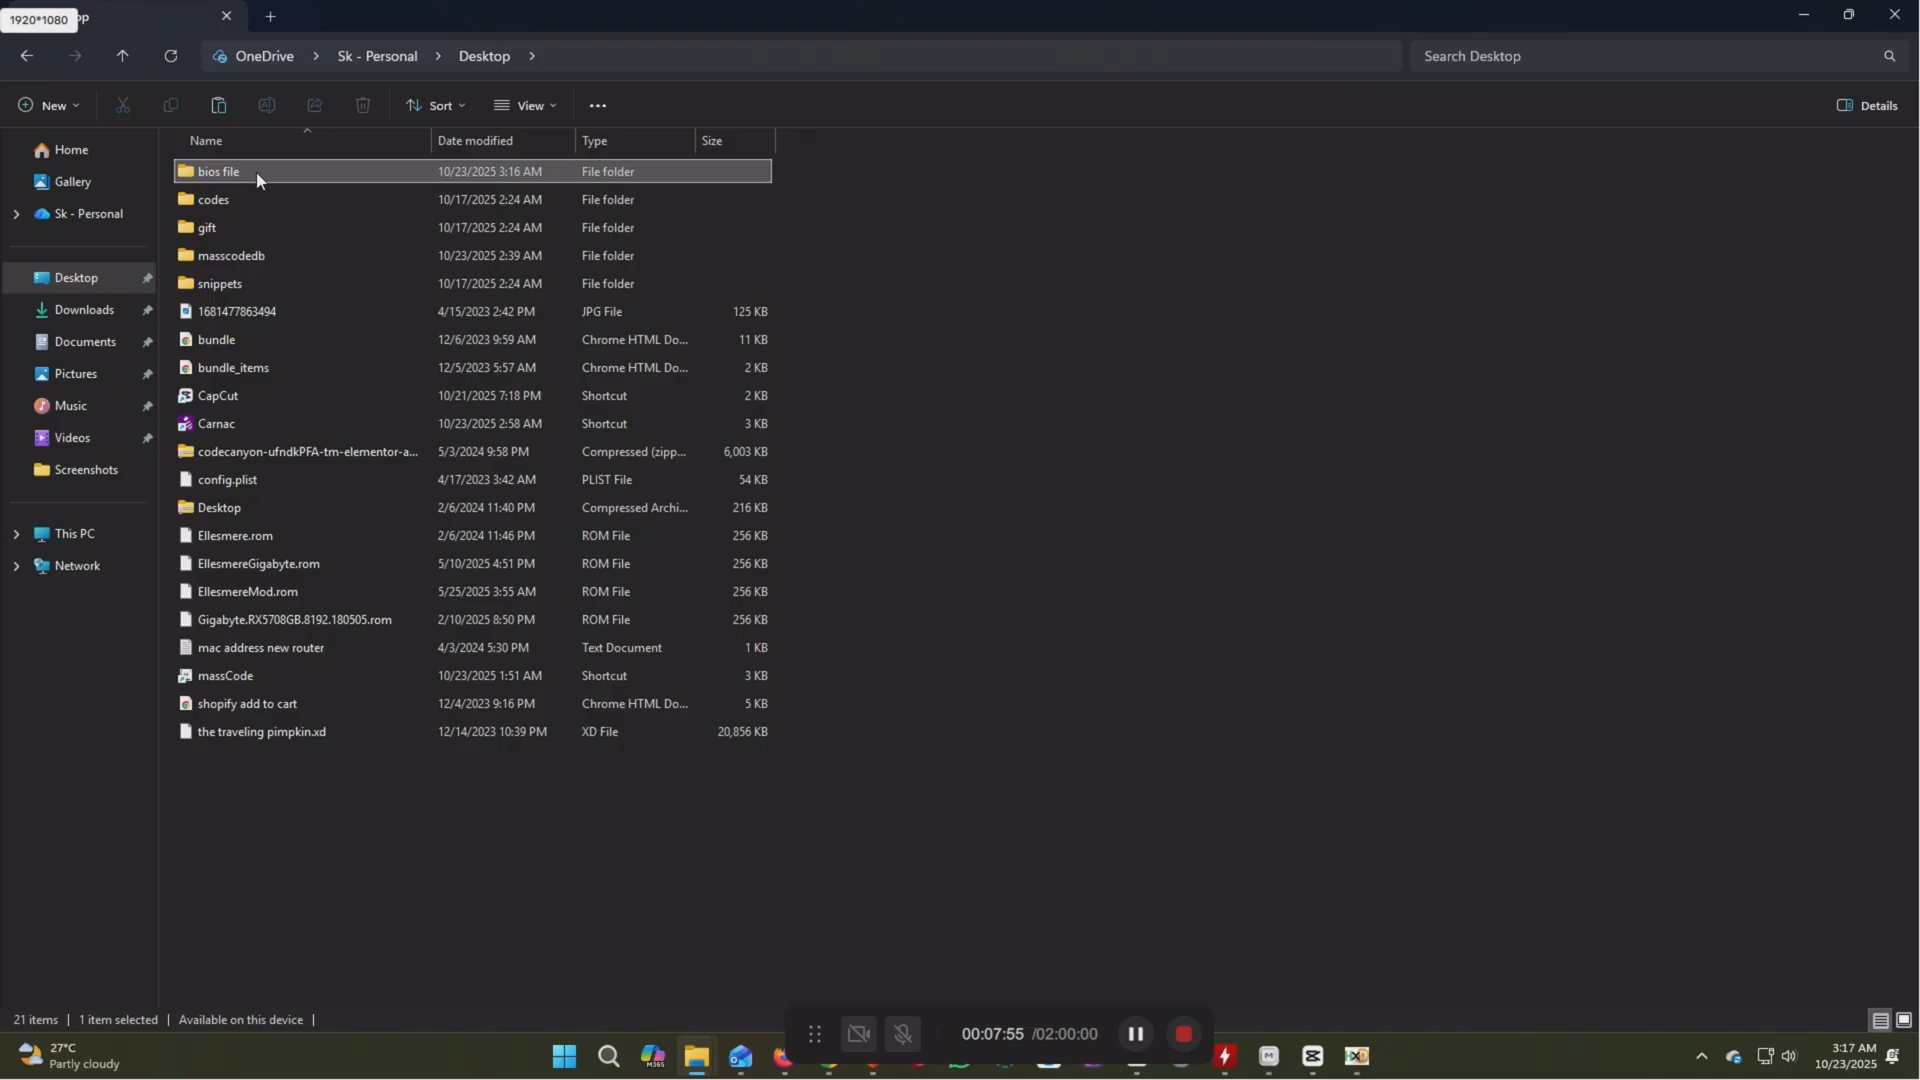 1920*1080
op
OneDrive > Sk - Personal > Desktop >
Search Desktop
New
Sort
View
Details
Name Date modified Type Size
Home
Gallery
Sk - Personal
Desktop
Downloads
Documents
Pictures
Music
Videos
Screenshots
This PC
Network
bios file 10/23/2025 3:16 AM File folder
codes 10/17/2025 2:24 AM File folder
gift 10/17/2025 2:24 AM File folder
masscodedb 10/23/2025 2:39 AM File folder
snippets 10/17/2025 2:24 AM File folder
1681477863494 4/15/2023 2:42 PM JPG File 125 KB
bundle 12/6/2023 9:59 AM Chrome HTML Do... 11 KB
bundle_items 12/5/2023 5:57 AM Chrome HTML Do... 2 KB
CapCut 10/21/2025 7:18 PM Shortcut 2 KB
Carnac 10/23/2025 2:58 AM Shortcut 3 KB
codecanyon-ufndkPFA-tm-elementor-a... 5/3/2024 9:58 PM Compressed (zipp... 6,003 KB
config.plist 4/17/2023 3:42 AM PLIST File 54 KB
Desktop 2/6/2024 11:40 PM Compressed Archi... 216 KB
Ellesmere.rom 2/6/2024 11:46 PM ROM File 256 KB
EllesmereGigabyte.rom 5/10/2025 4:51 PM ROM File 256 KB
EllesmereMod.rom 5/25/2025 3:55 AM ROM File 256 KB
Gigabyte.RX5708GB.8192.180505.rom 2/10/2025 8:50 PM ROM File 256 KB
mac address new router 4/3/2024 5:30 PM Text Document 1 KB
massCode 10/23/2025 1:51 AM Shortcut 3 KB
shopify add to cart 12/4/2023 9:16 PM Chrome HTML Do... 5 KB
the traveling pimpkin.xd 12/14/2023 10:39 PM XD File 20,856 KB
21 items | 1 item selected | Available on this device |
00:07:55 /02:00:00
27°C
Partly cloudy
M365
3:17 AM
10/23/2025